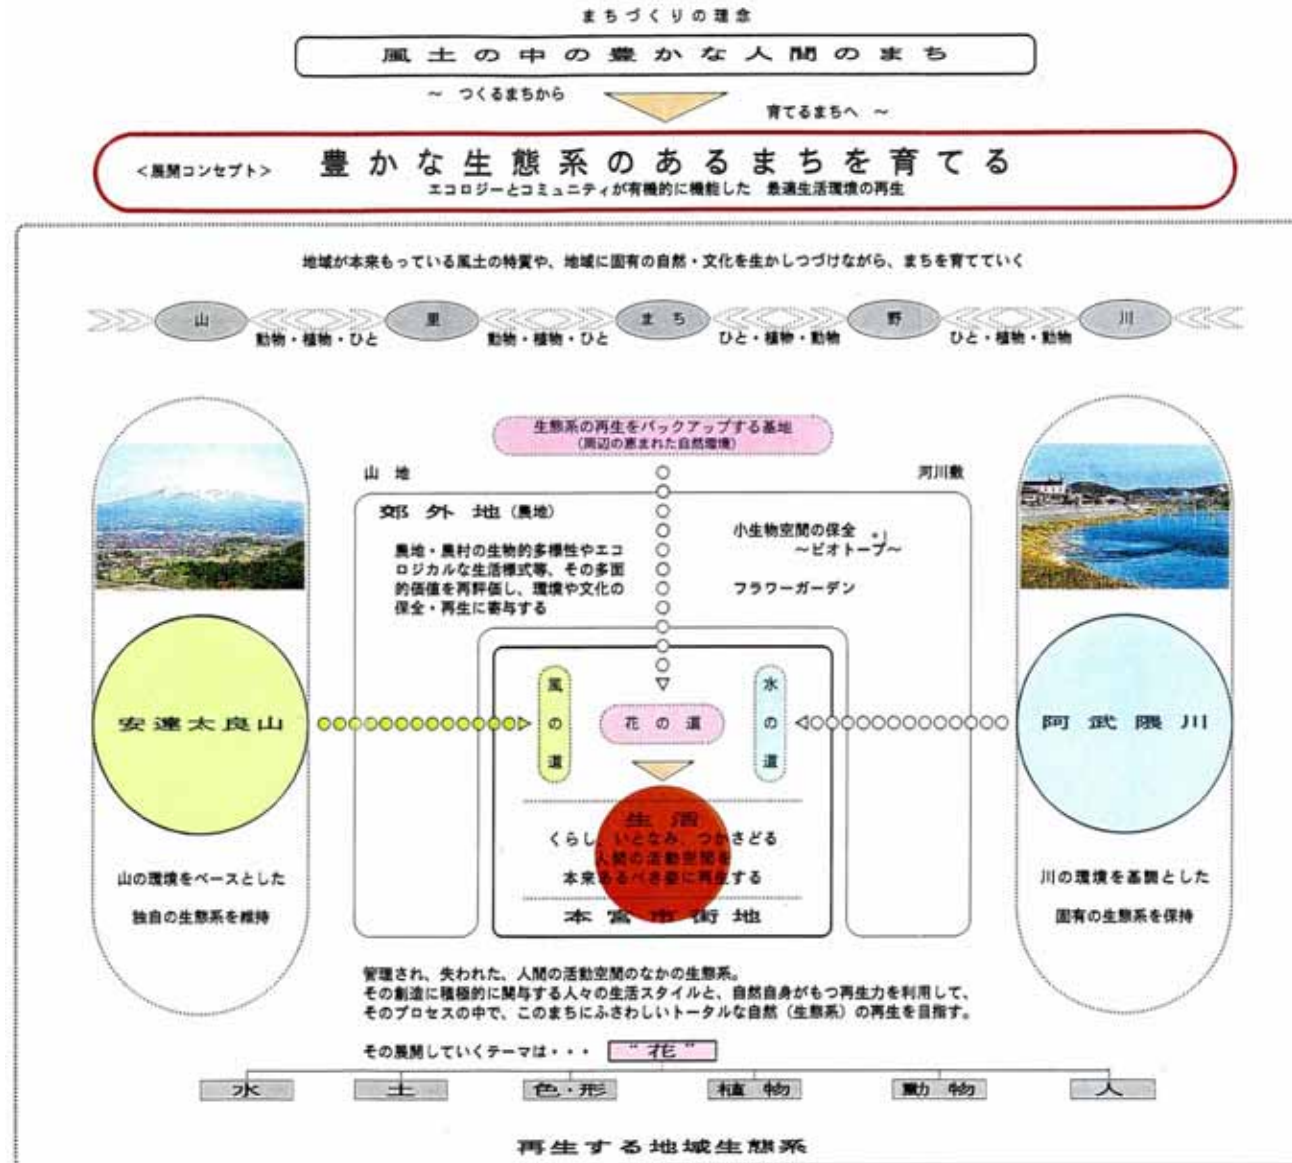 まちづくりの理念
風土の中の豊かな人間のまち
～ つくるまちから
育てるまちへ ～
<展開コンセプト> 豊かな生態系のあるまちを育てる
エコロジーとコミュニティが有機的に機能した 最適生活環境の再生
地域が本来もっている風土の特質や、地域に固有の自然・文化を生かしつづけながら、まちを育てていく
山 里 まち 野 川
動物・植物・ひと 動物・植物・ひと ひと・植物・動物 ひと・植物・動物
生態系の再生をバックアップする基地
(周辺の恵まれた自然環境)
山地
河川敷
郊外地(農地)
農地・農村の生物的多様性やエコ
ロジカルな生活様式等、その多面
的価値を再評価し、環境や文化の
保全・再生に寄与する
小生物空間の保全
～ビオトープ～
フラワーガーデン
風の道
花の道
水の道
安達太良山
阿武隈川
生活
くらし、いとなみ、つかさどる
人間の活動空間を
本来あるべき姿に再生する
本宮市街地
山の環境をベースとした
独自の生態系を維持
川の環境を基調とした
固有の生態系を保持
管理され、失われた、人間の活動空間のなかの生態系。
その創造に積極的に関与する人々の生活スタイルと、自然自身がもつ再生力を利用して、
そのプロセスの中で、このまちにふさわしいトータルな自然（生態系）の再生を目指す。
その展開していくテーマは・・・ “花”
水 土 色・形 植物 動物 人
再生する地域生態系